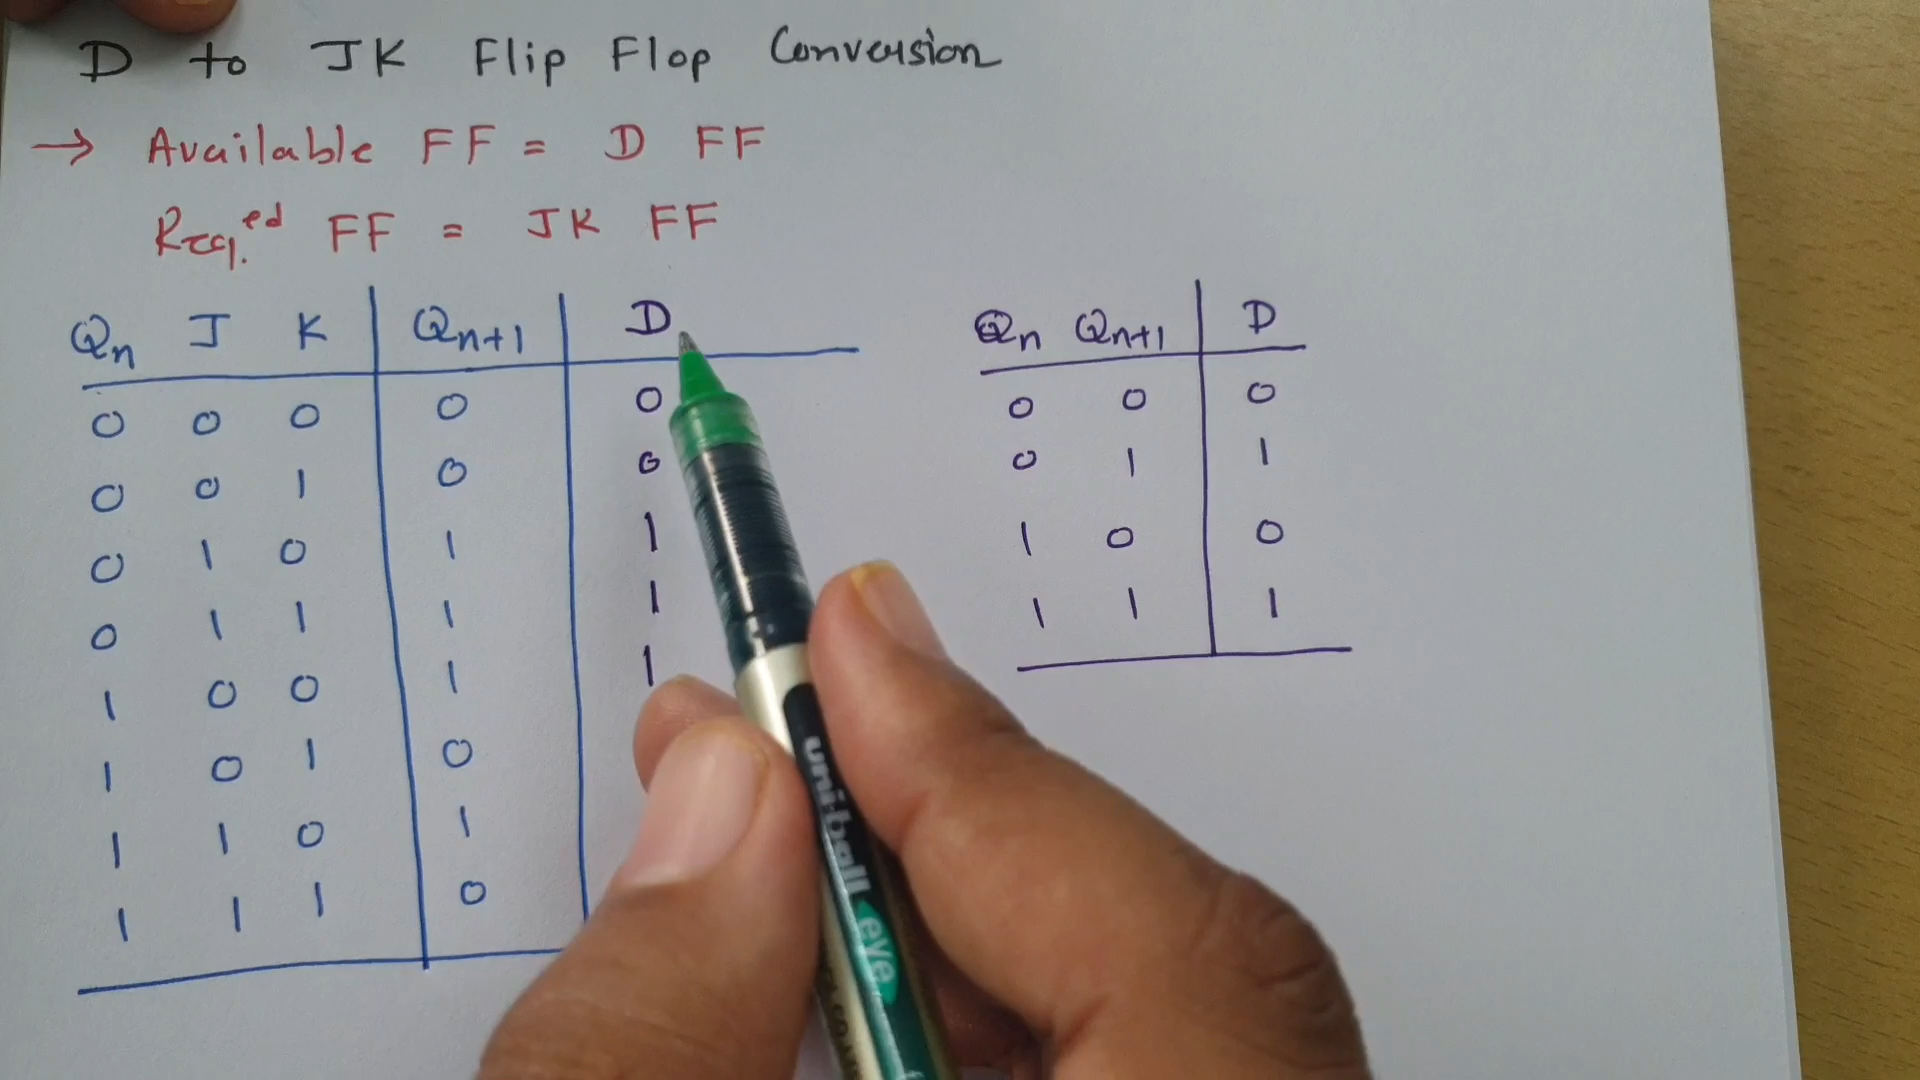 D to JK Flip Flop Conversion
→ Available FF = D FF
Req.ed FF = JK FF
Qn J K Qn+1 D
0 0 0 0 0
0 0 1 0 0
0 1 0 1 1
0 1 1 1 1
1 0 0 1 1
1 0 1 0
1 1 0 1
1 1 1 0
Qn Qn+1 D
0 0 0
0 1 1
1 0 0
1 1 1
uni-ball eye